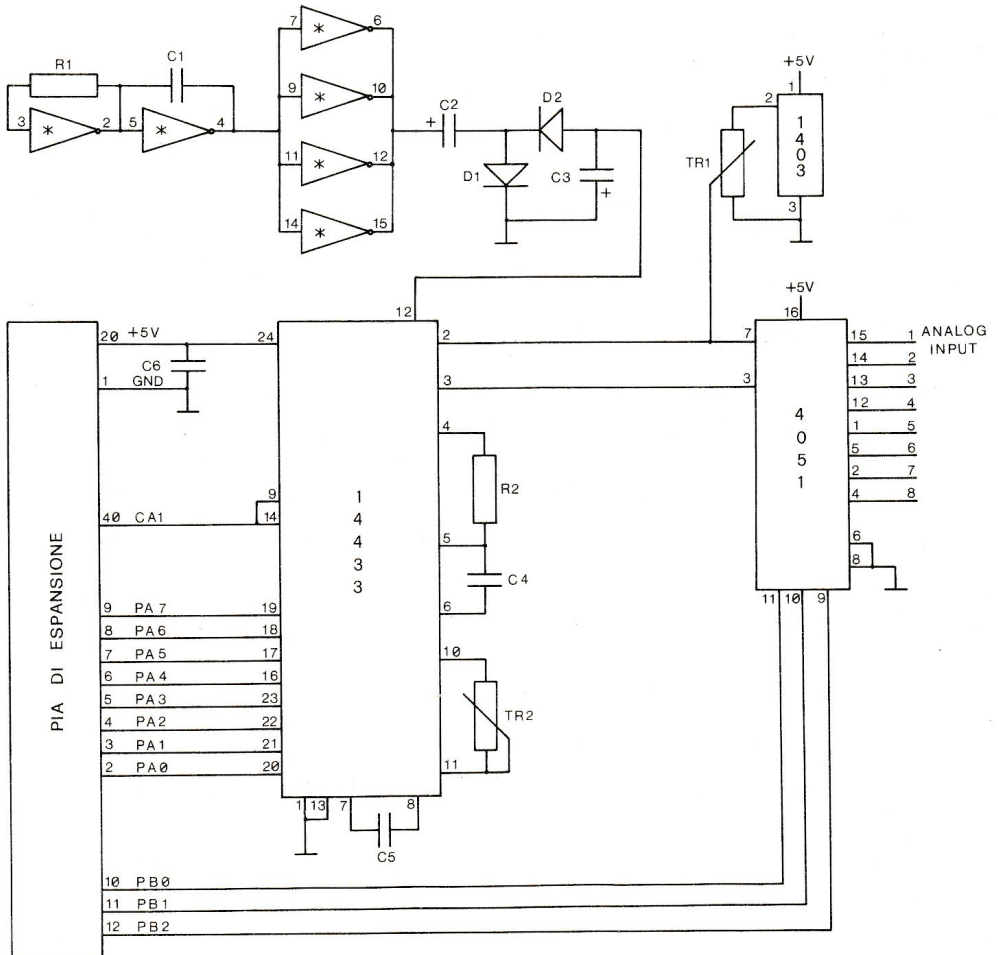 R1
3
*
2
C1
5
*
4
7
*
6
9
*
10
11
*
12
14
*
15
+
C2
D1
D2
C3
+
+5V
1
2
1403
3
TR1
PIA DI ESPANSIONE
20 +5V
24
C6
1 GND
40 CA1
9
14
9 PA7
19
8 PA6
18
7 PA5
17
6 PA4
16
5 PA3
23
4 PA2
22
3 PA1
21
2 PA0
20
10 PB0
11 PB1
12 PB2
14433
12
2
3
4
R2
5
C4
6
10
TR2
11
1
13
7
8
C5
+5V
16
7
3
4051
15 1 ANALOG
INPUT
14 2
13 3
12 4
1 5
5 6
2 7
4 8
6
8
11
10
9